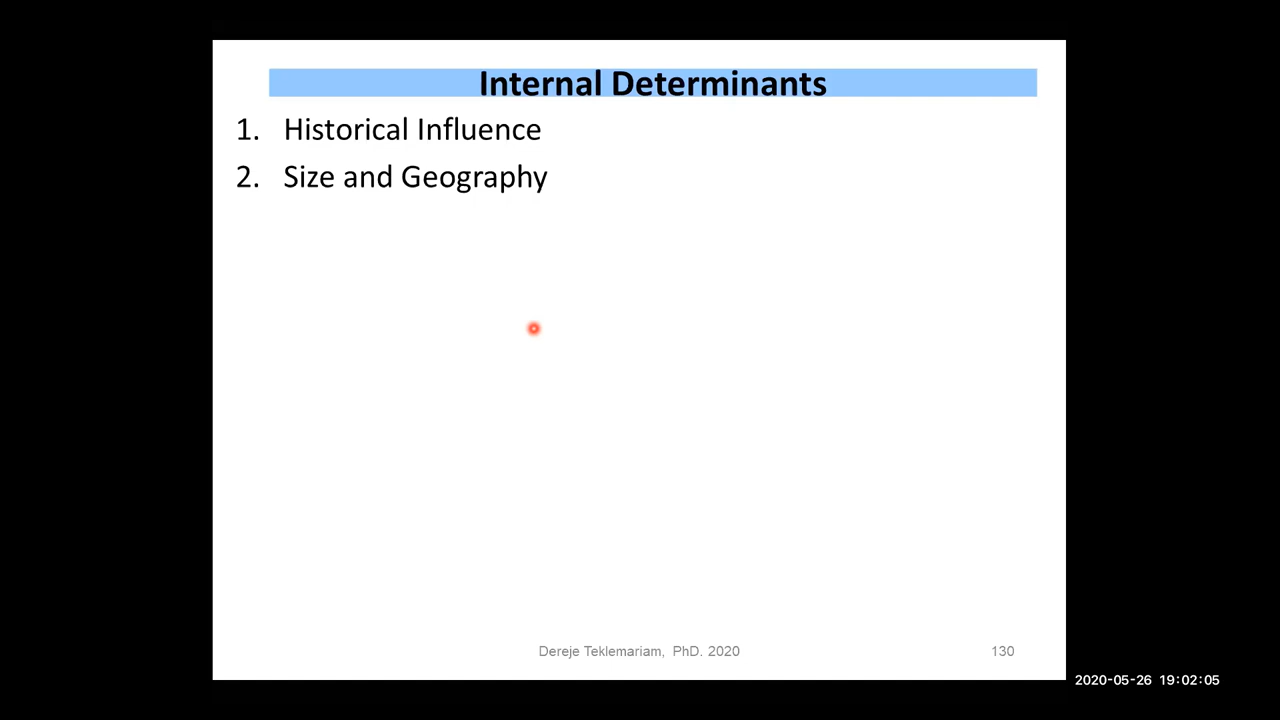 Internal Determinants
1. Historical Influence
2. Size and Geography
Dereje Teklemariam, PhD. 2020
130
2020-05-26 19:02:05